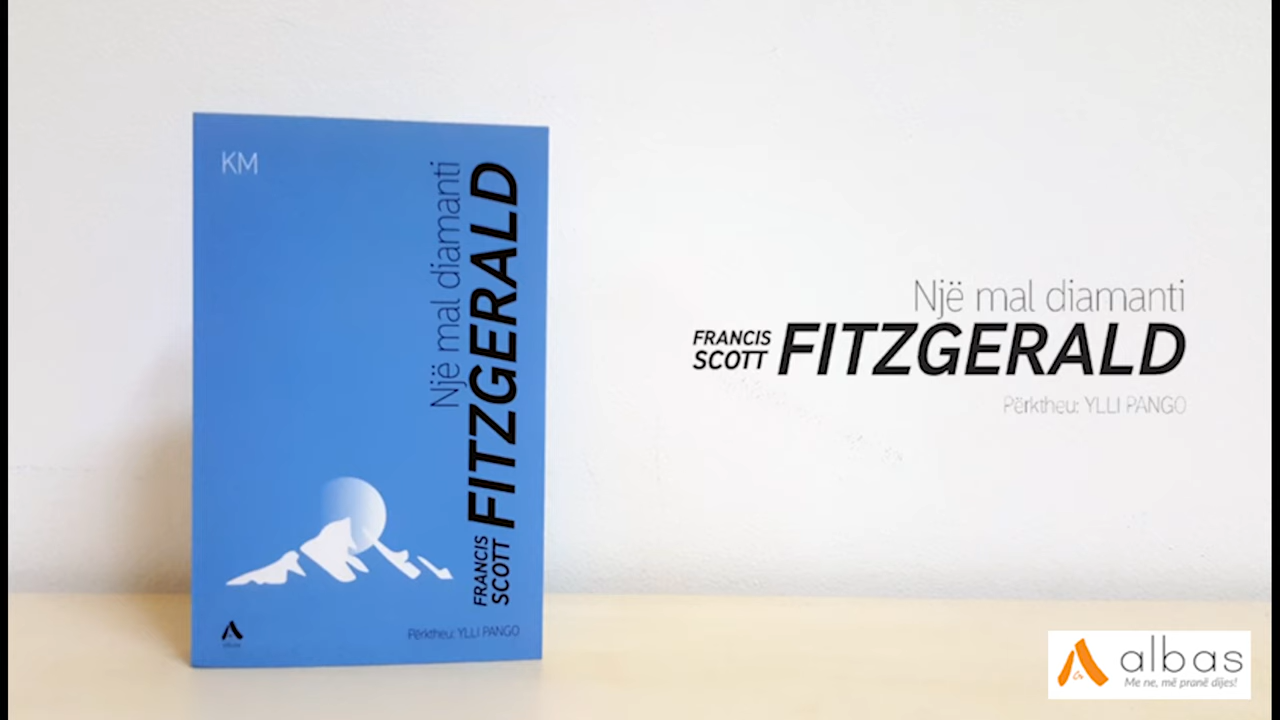 KM
Një mal diamanti
FRANCIS
SCOTT
FITZGERALD
Përktheu: YLLI PANGO
Një mal diamanti
FRANCIS
SCOTT
FITZGERALD
Përktheu: YLLI PANGO
albas
Me ne, më pranë dijes!